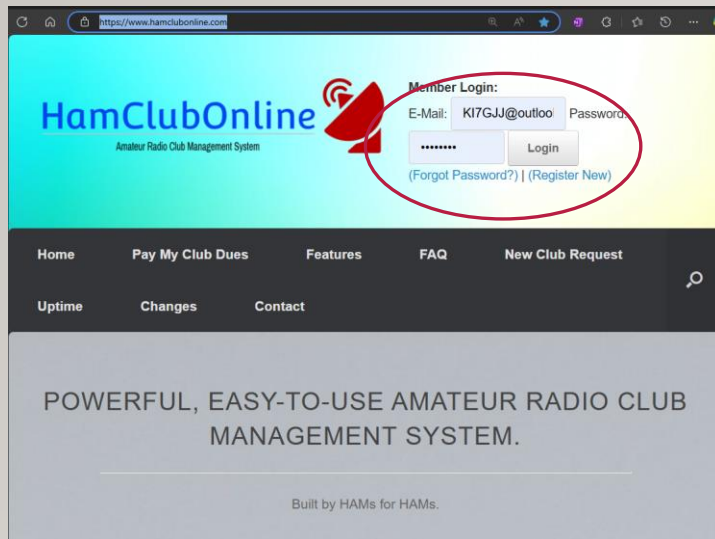 https://www.hamclubonline.com
HamClubOnline
Amateur Radio Club Management System
Member Login:
E-Mail: KI7GJJ@outloo Password:
•••••••• Login
(Forgot Password?) | (Register New)
Home Pay My Club Dues Features FAQ New Club Request
Uptime Changes Contact
POWERFUL, EASY-TO-USE AMATEUR RADIO CLUB
MANAGEMENT SYSTEM.
Built by HAMs for HAMs.